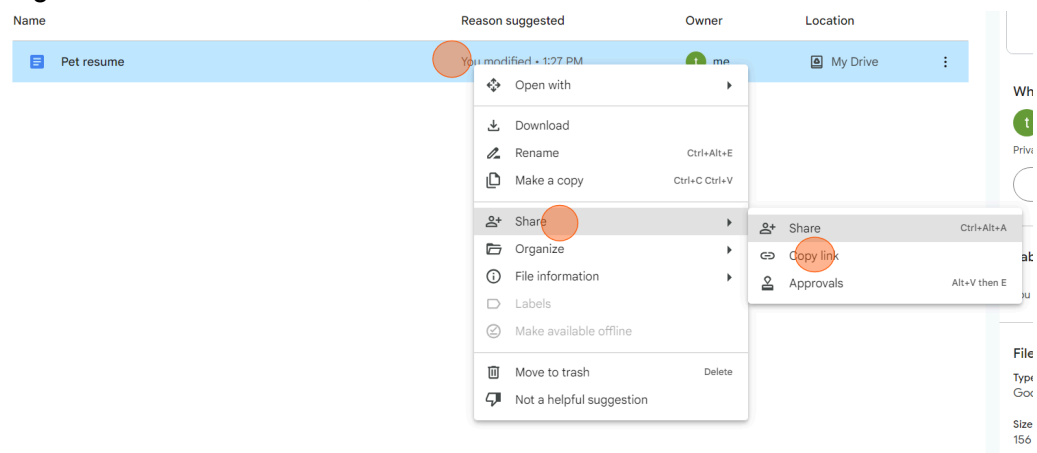 Name Reason suggested Owner Location
Pet resume You modified • 1:27 PM t me My Drive
Open with
Download
Rename Ctrl+Alt+E
Make a copy Ctrl+C Ctrl+V
Share
Organize
File information
Labels
Make available offline
Move to trash Delete
Not a helpful suggestion
Share Ctrl+Alt+A
Copy link
Approvals Alt+V then E
Wh
t
Priva
File
Type
Goo
Size
156